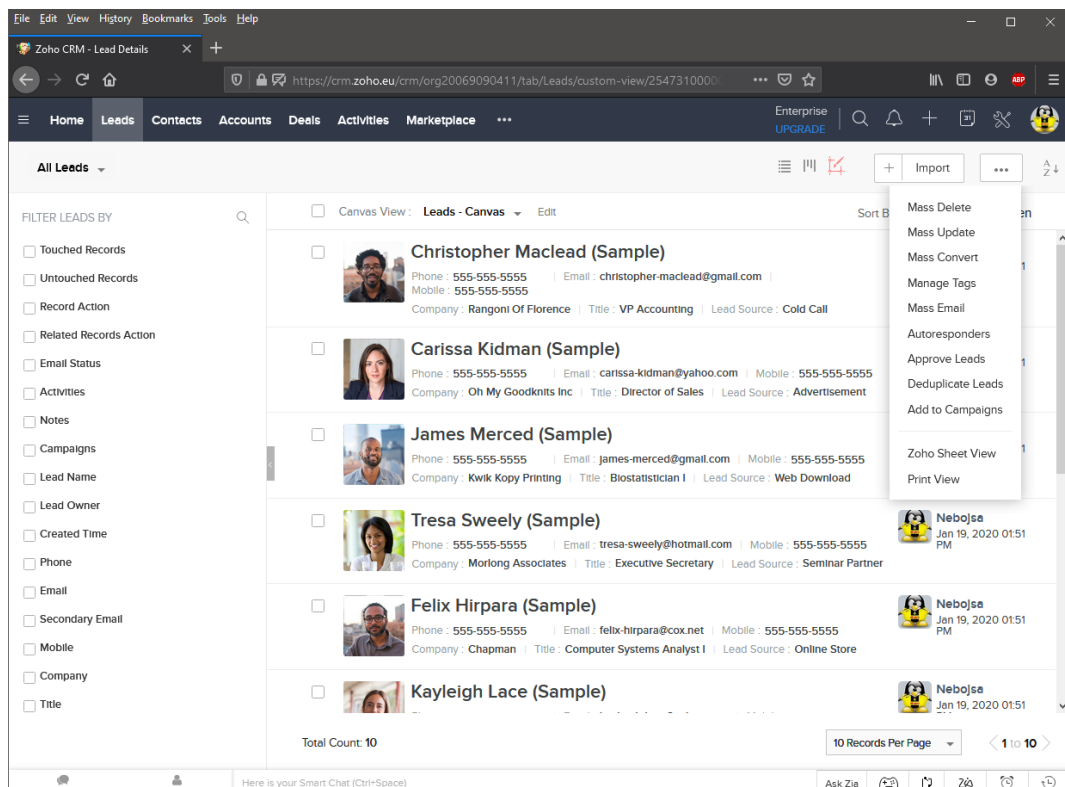 File Edit View History Bookmarks Tools Help
Zoho CRM - Lead Details
https://crm.zoho.eu/crm/org20069090411/tab/Leads/custom-view/25473100000
ABP
Home Leads Contacts Accounts Deals Activities Marketplace
Enterprise
UPGRADE
31
All Leads
Import
A
Z
FILTER LEADS BY
Touched Records
Untouched Records
Record Action
Related Records Action
Email Status
Activities
Notes
Campaigns
Lead Name
Lead Owner
Created Time
Phone
Email
Secondary Email
Mobile
Company
Title
Canvas View : Leads - Canvas Edit
Sort B
en
Christopher Maclead (Sample)
Phone : 555-555-5555 Email : christopher-maclead@gmail.com
Mobile : 555-555-5555
Company : Rangoni Of Florence Title : VP Accounting Lead Source : Cold Call
1
Carissa Kidman (Sample)
Phone : 555-555-5555 Email : carissa-kidman@yahoo.com Mobile : 555-555-5555
Company : Oh My Goodknits Inc Title : Director of Sales Lead Source : Advertisement
1
James Merced (Sample)
Phone : 555-555-5555 Email : james-merced@gmail.com Mobile : 555-555-5555
Company : Kwik Kopy Printing Title : Biostatistician I Lead Source : Web Download
1
Mass Delete
Mass Update
Mass Convert
Manage Tags
Mass Email
Autoresponders
Approve Leads
Deduplicate Leads
Add to Campaigns
Zoho Sheet View
Print View
Tresa Sweely (Sample)
Phone : 555-555-5555 Email : tresa-sweely@hotmail.com Mobile : 555-555-5555
Company : Morlong Associates Title : Executive Secretary Lead Source : Seminar Partner
Nebojsa
Jan 19, 2020 01:51
PM
Felix Hirpara (Sample)
Phone : 555-555-5555 Email : felix-hirpara@cox.net Mobile : 555-555-5555
Company : Chapman Title : Computer Systems Analyst I Lead Source : Online Store
Nebojsa
Jan 19, 2020 01:51
PM
Kayleigh Lace (Sample)
Nebojsa
Jan 19, 2020 01:51
Total Count: 10
10 Records Per Page
1 to 10
Here is your Smart Chat (Ctrl+Space)
Ask Zia